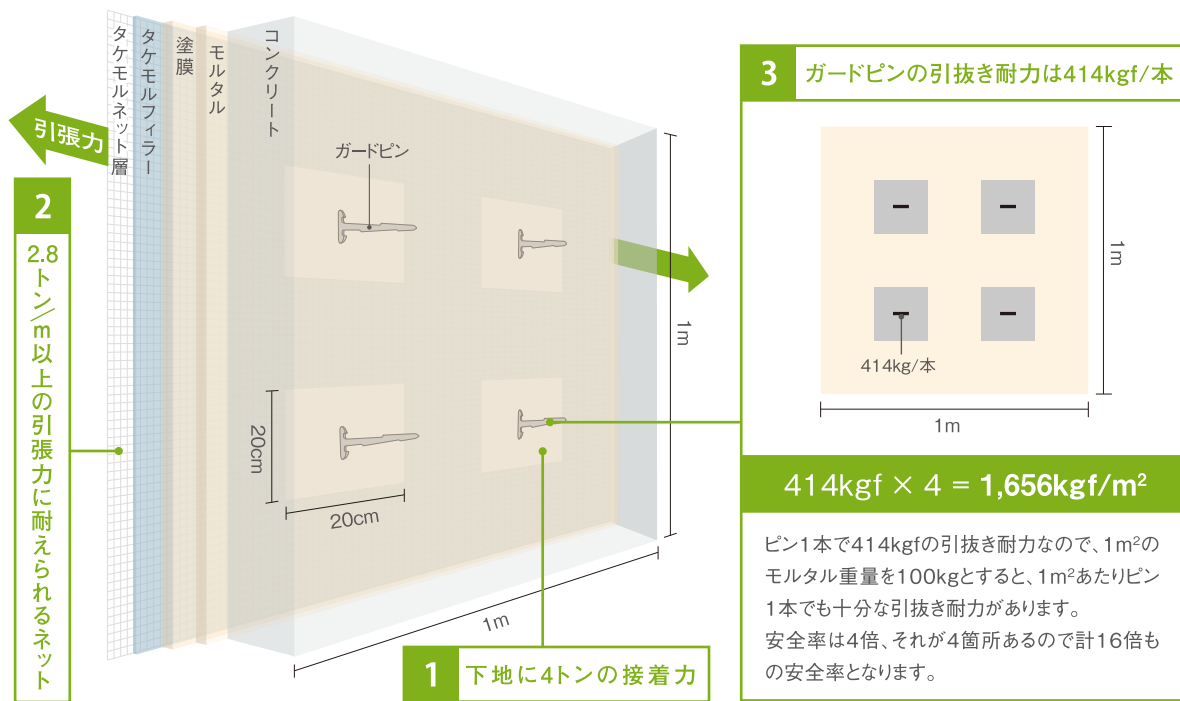 タケモルネット層
タケモルフィラー
塗膜
モルタル
コンクリート
引張力
ガードピン
20cm
20cm
1m
1m
1
下地に4トンの接着力
2
2.8トン/m以上の引張力に耐えられるネット
3
ガードピンの引抜き耐力は414kgf/本
414kg/本
1m
1m
414kgf × 4 = 1,656kgf/m²
ピン1本で414kgfの引抜き耐力なので、1m²の
モルタル重量を100kgとすると、1m²あたりピン
1本でも十分な引抜き耐力があります。
安全率は4倍、それが4箇所あるので計16倍も
の安全率となります。